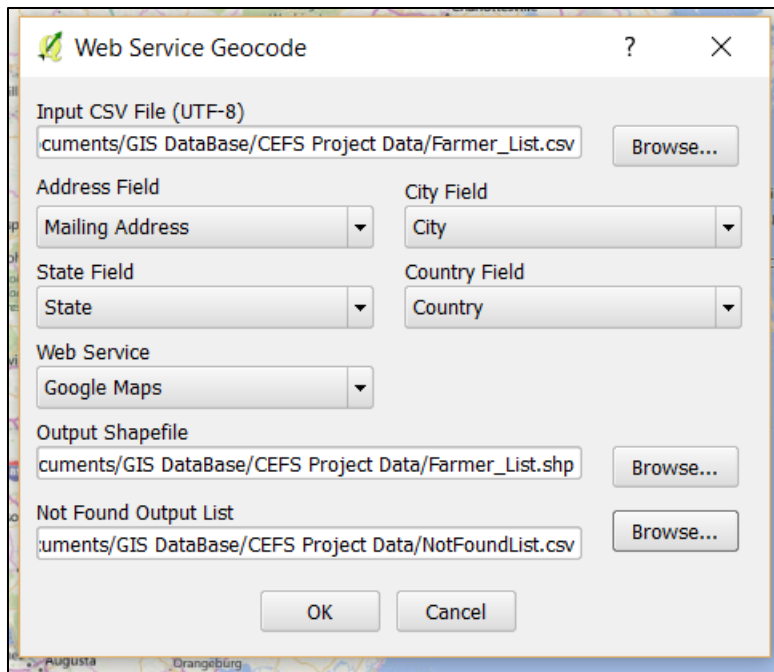 Web Service Geocode ?
Input CSV File (UTF-8)
cuments/GIS DataBase/CEFS Project Data/Farmer_List.csv Browse...
Address Field City Field
Mailing Address City
State Field Country Field
State Country
Web Service
Google Maps
Output Shapefile
cuments/GIS DataBase/CEFS Project Data/Farmer_List.shp Browse...
Not Found Output List
uments/GIS DataBase/CEFS Project Data/NotFoundList.csv Browse...
OK Cancel
Augusta Orangeburg